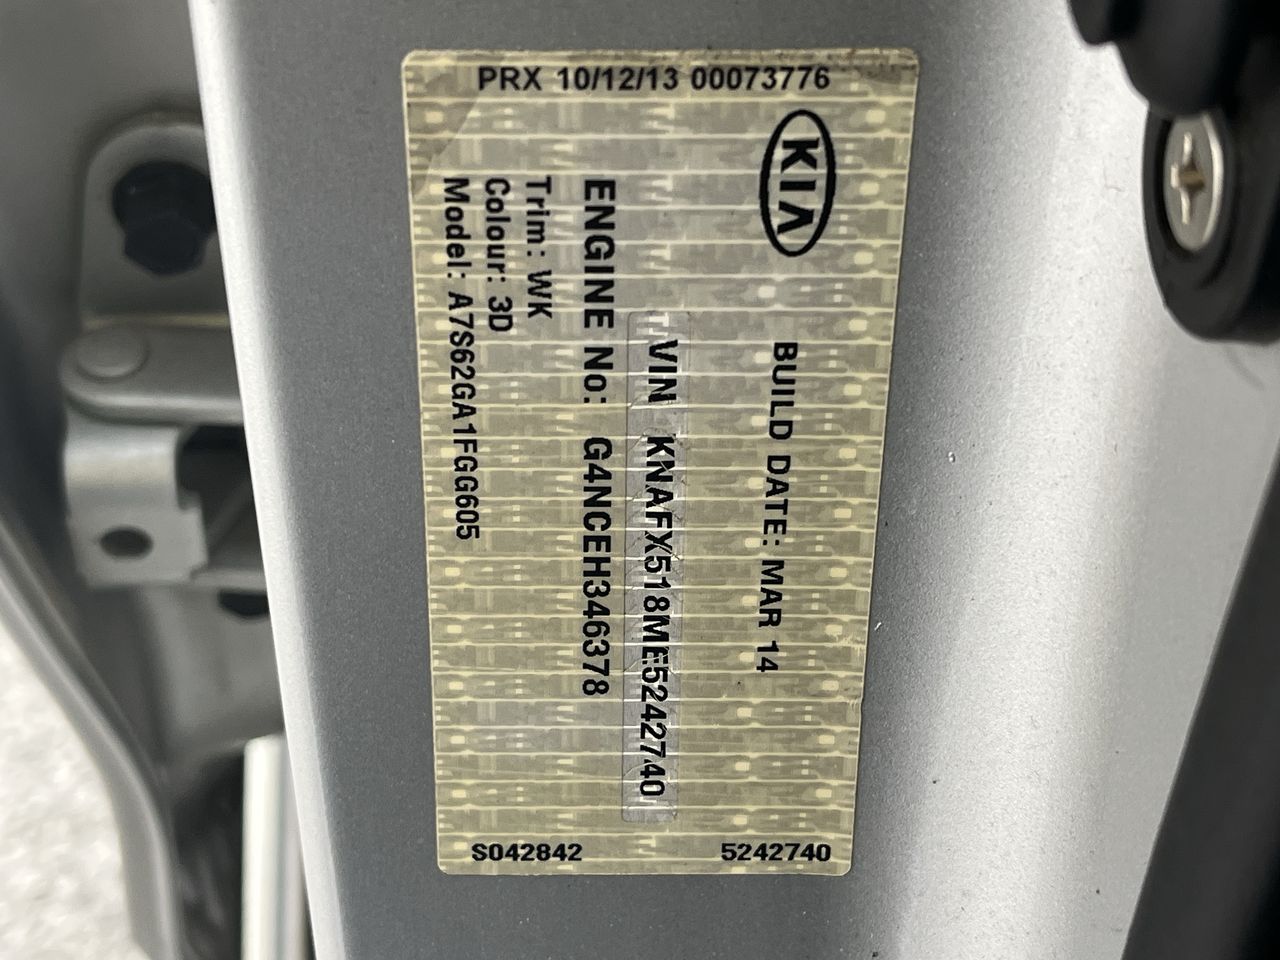 PRX 10/12/13 00073776
KIA
BUILD DATE: MAR 14
VIN KNAFX518ME5242740
ENGINE No: G4NCEH346378
Trim: WK
Colour: 3D
Model: A7S62GA1FGG605
S042842
5242740